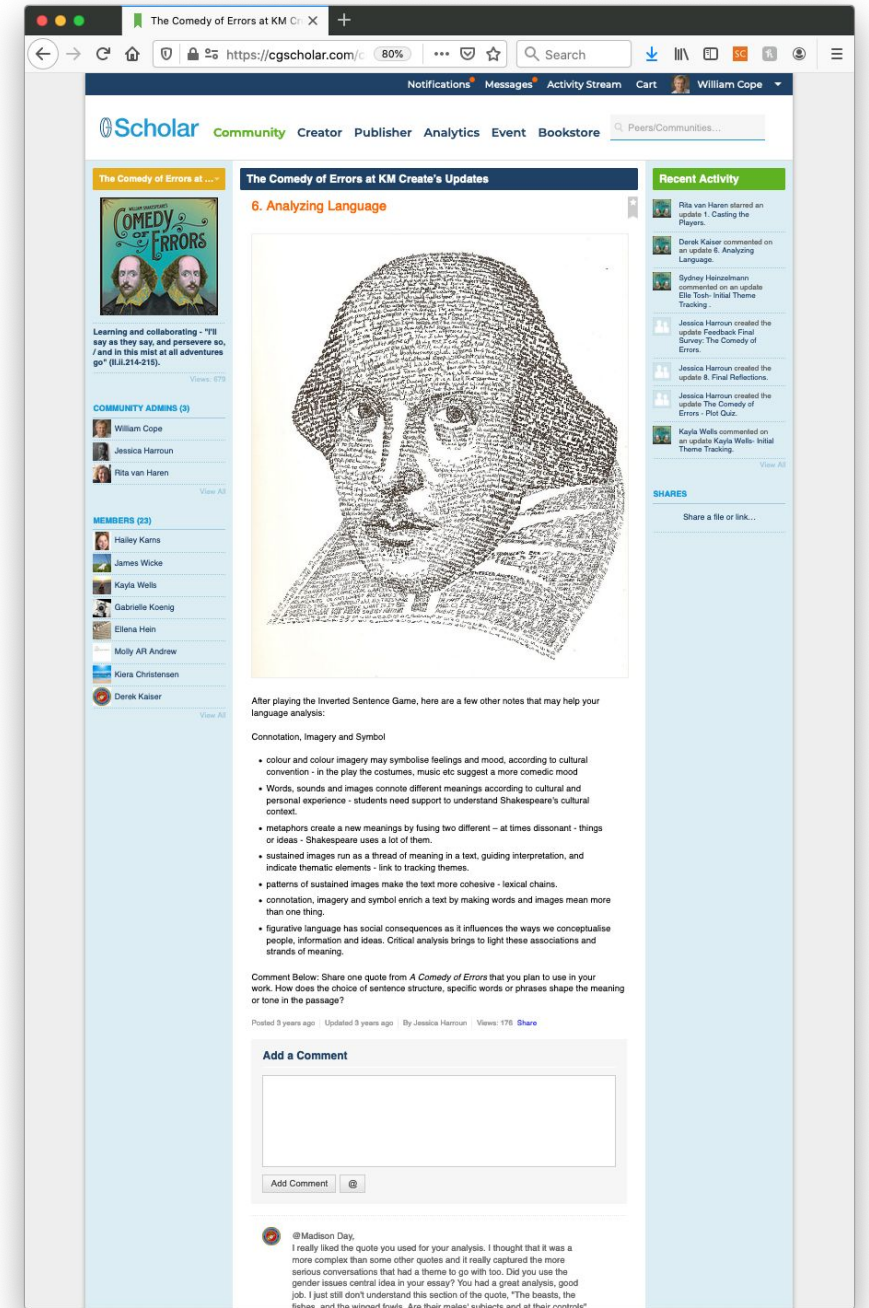 The Comedy of Errors at KM Cr
https://cgscholar.com/c
80%
Search
Notifications Messages Activity Stream Cart William Cope
Scholar
Community Creator Publisher Analytics Event Bookstore
Peers/Communities...
The Comedy of Errors at ...
WILLIAM SHAKESPEARE'S
COMEDY
OF
ERRORS
Learning and collaborating - "I'll
say as they say, and persevere so,
/ and in this mist at all adventures
go" (II.ii.214-215).
Views: 679
COMMUNITY ADMINS (3)
William Cope
Jessica Harroun
Rita van Haren
View All
MEMBERS (23)
Hailey Karns
James Wicke
Kayla Wells
Gabrielle Koenig
Ellena Hein
Molly AR Andrew
Kiera Christensen
Derek Kaiser
View All
The Comedy of Errors at KM Create's Updates
6. Analyzing Language
After playing the Inverted Sentence Game, here are a few other notes that may help your
language analysis:
Connotation, Imagery and Symbol
• colour and colour imagery may symbolise feelings and mood, according to cultural
convention - in the play the costumes, music etc suggest a more comedic mood
• Words, sounds and images connote different meanings according to cultural and
personal experience - students need support to understand Shakespeare's cultural
context.
• metaphors create a new meanings by fusing two different – at times dissonant - things
or ideas - Shakespeare uses a lot of them.
• sustained images run as a thread of meaning in a text, guiding interpretation, and
indicate thematic elements - link to tracking themes.
• patterns of sustained images make the text more cohesive - lexical chains.
• connotation, imagery and symbol enrich a text by making words and images mean more
than one thing.
• figurative language has social consequences as it influences the ways we conceptualise
people, information and ideas. Critical analysis brings to light these associations and
strands of meaning.
Comment Below: Share one quote from A Comedy of Errors that you plan to use in your
work. How does the choice of sentence structure, specific words or phrases shape the meaning
or tone in the passage?
Posted 3 years ago | Updated 3 years ago | By Jessica Harroun | Views: 176 Share
Add a Comment
Add Comment @
@Madison Day,
I really liked the quote you used for your analysis. I thought that it was a
more complex than some other quotes and it really captured the more
serious conversations that had a theme to go with too. Did you use the
gender issues central idea in your essay? You had a great analysis, good
job. I just still don't understand this section of the quote, "The beasts, the
fishes, and the winged fowls, Are their males' subjects and at their controls"
Recent Activity
Rita van Haren starred an
update 1. Casting the
Players.
Derek Kaiser commented on
an update 6. Analyzing
Language.
Sydney Heinzelmann
commented on an update
Elle Tosh- Initial Theme
Tracking .
Jessica Harroun created the
update Feedback Final
Survey: The Comedy of
Errors.
Jessica Harroun created the
update 8. Final Reflections.
Jessica Harroun created the
update The Comedy of
Errors - Plot Quiz.
Kayla Wells commented on
an update Kayla Wells- Initial
Theme Tracking.
View All
SHARES
Share a file or link...